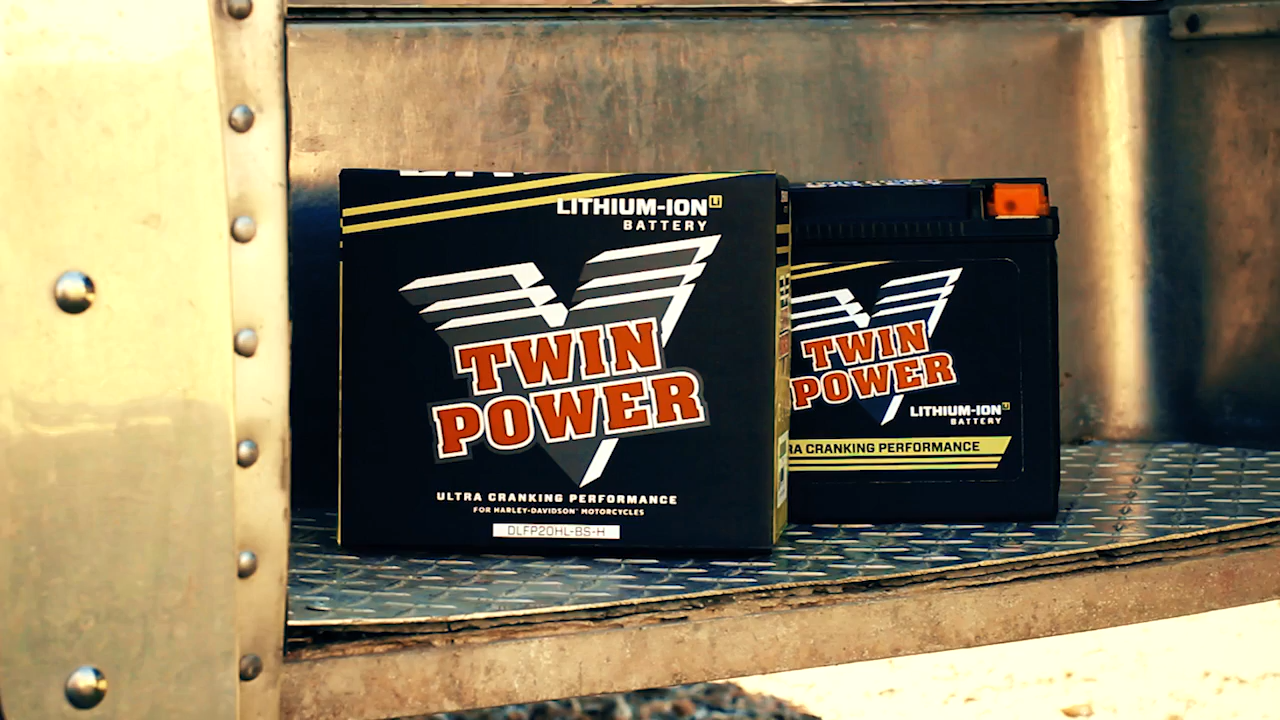 LITHIUM-ION LI
BATTERY
TWIN
POWER
ULTRA CRANKING PERFORMANCE
FOR HARLEY-DAVIDSON® MOTORCYCLES
DLFP20HL-BS-H
TWIN
POWER
LITHIUM-ION
BATTERY
CRANKING PERFORMANCE